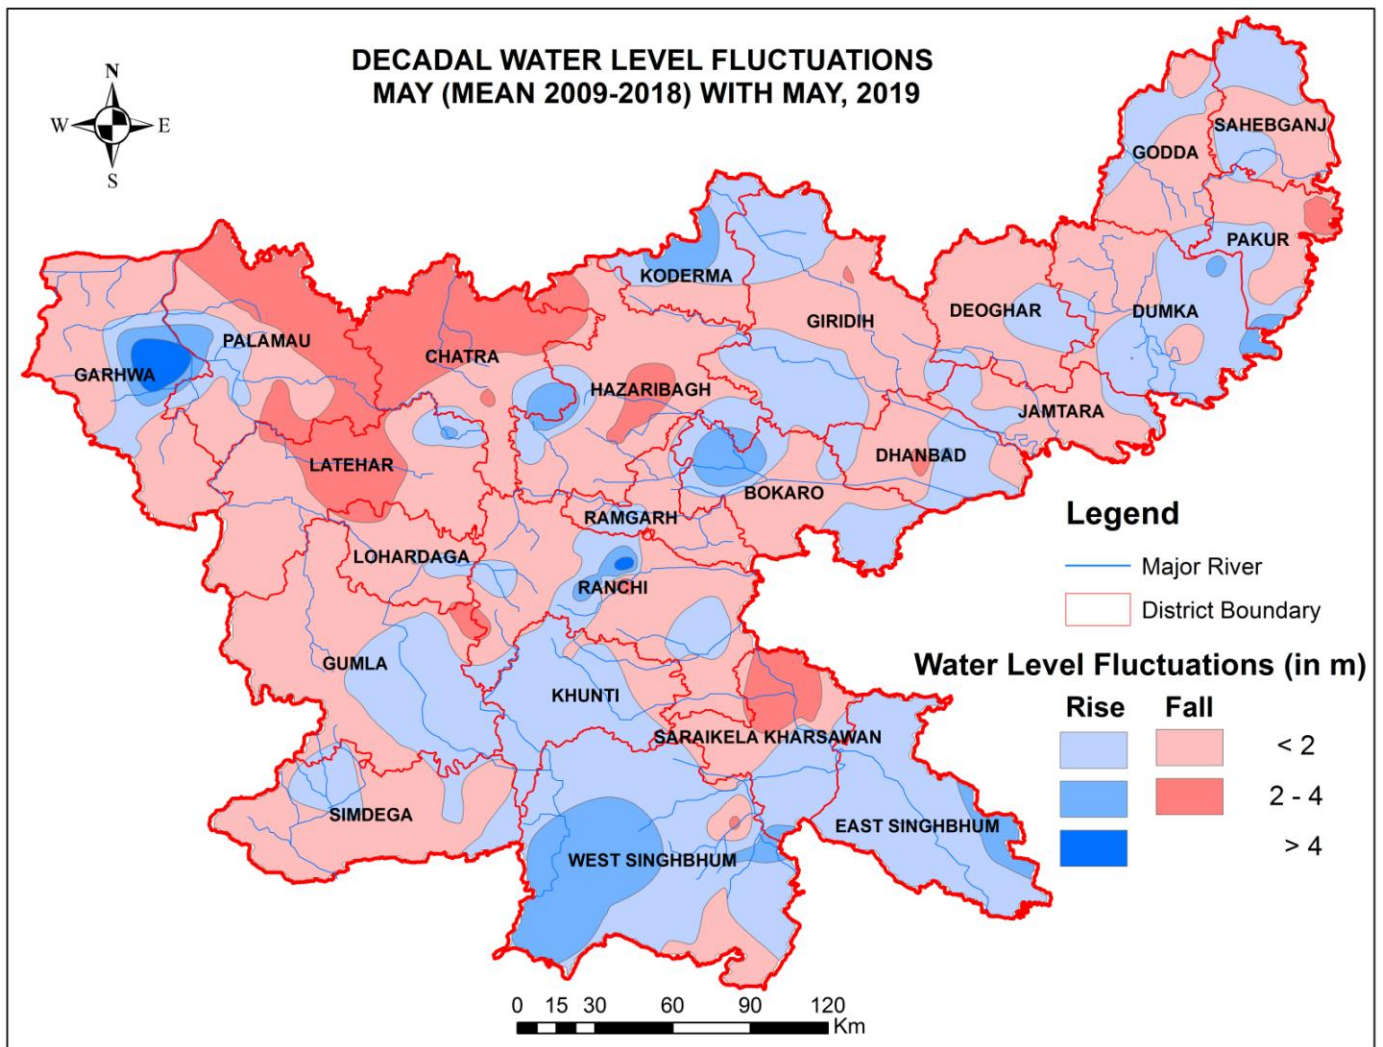 DECADAL WATER LEVEL FLUCTUATIONS
MAY (MEAN 2009-2018) WITH MAY, 2019
N
W E
S
SAHEBGANJ
GODDA
PAKUR
KODERMA
DEOGHAR
DUMKA
GIRIDIH
PALAMAU
CHATRA
GARHWA
HAZARIBAGH
JAMTARA
DHANBAD
LATEHAR
BOKARO
RAMGARH
LOHARDAGA
RANCHI
GUMLA
KHUNTI
SARAIKELA KHARSAWAN
SIMDEGA
EAST SINGHBHUM
WEST SINGHBHUM
Legend
Major River
District Boundary
Water Level Fluctuations (in m)
Rise Fall
< 2
2 - 4
> 4
0 15 30 60 90 120
Km